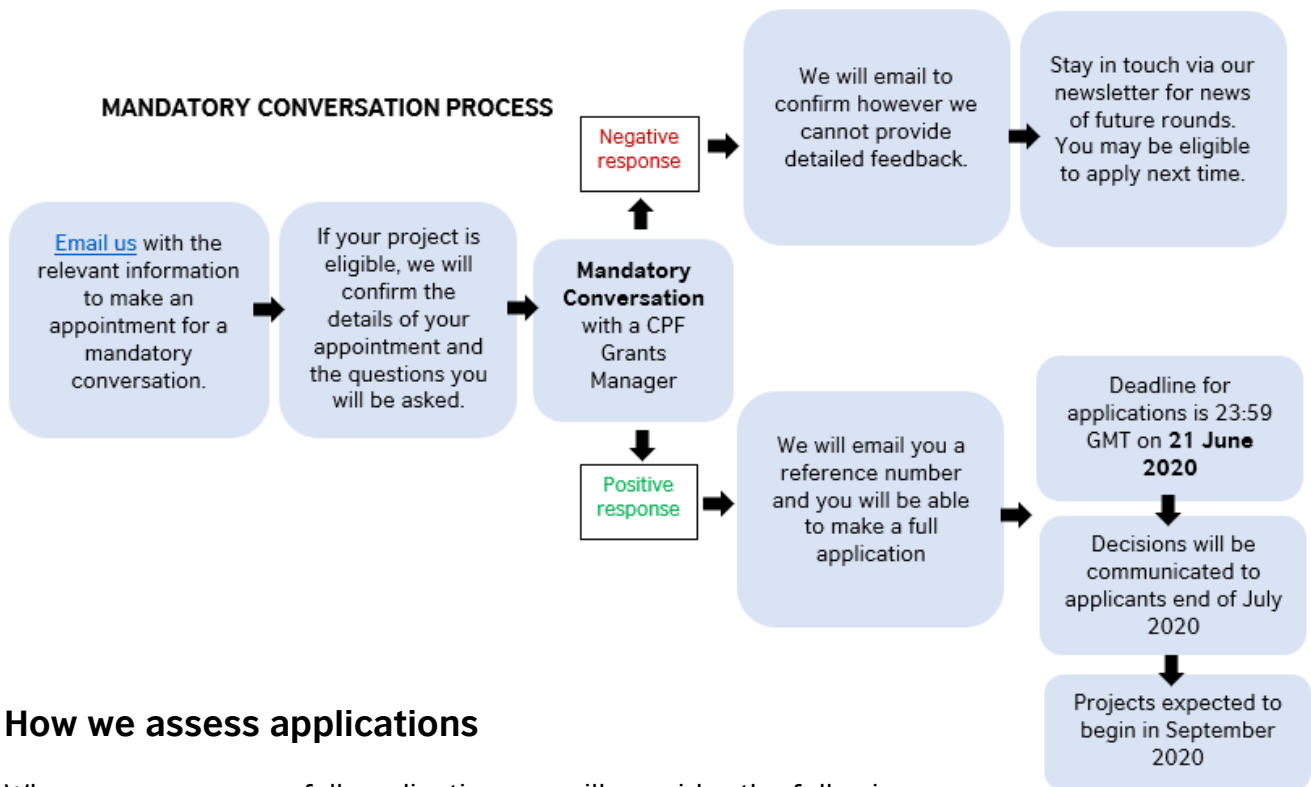 MANDATORY CONVERSATION PROCESS
Email us with the
relevant information
to make an
appointment for a
mandatory
conversation.
If your project is
eligible, we will
confirm the
details of your
appointment and
the questions you
will be asked.
Mandatory
Conversation
with a CPF
Grants
Manager
Negative
response
We will email to
confirm however we
cannot provide
detailed feedback.
Stay in touch via our
newsletter for news
of future rounds.
You may be eligible
to apply next time.
Positive
response
We will email you a
reference number
and you will be able
to make a full
application
Deadline for
applications is 23:59
GMT on 21 June
2020
Decisions will be
communicated to
applicants end of July
2020
Projects expected to
begin in September
2020
How we assess applications